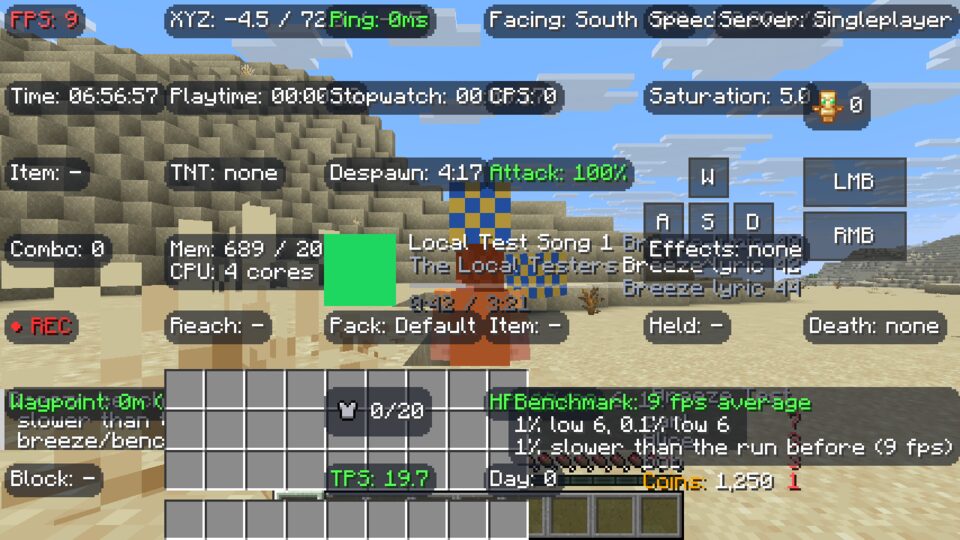 FPS: 9
XYZ: -4.5 / 72
Ping: 0ms
Facing: South
Speed
Server: Singleplayer
Time: 06:56:57
Playtime: 00:00
Stopwatch: 00
CPS: 0
Saturation: 5.0
0
Item: -
TNT: none
Despawn: 4:17
Attack: 100%
W
LMB
A S D
RMB
Combo: 0
Mem: 689 / 20
CPU: 4 cores
Local Test Song 1
The Local Testers
0:42 / 3:21
Effects: none
Breeze lyric 42
Breeze lyric 44
REC
Reach: -
Pack: Default
Item: -
Held: -
Death: none
Waypoint: 0m
slower than
breeze/benc
0/20
Benchmark: 9 fps average
1% low 6, 0.1% low 6
1% slower than the run before (9 fps)
Block: -
TPS: 19.7
Day: 0
Coins: 1,250 1